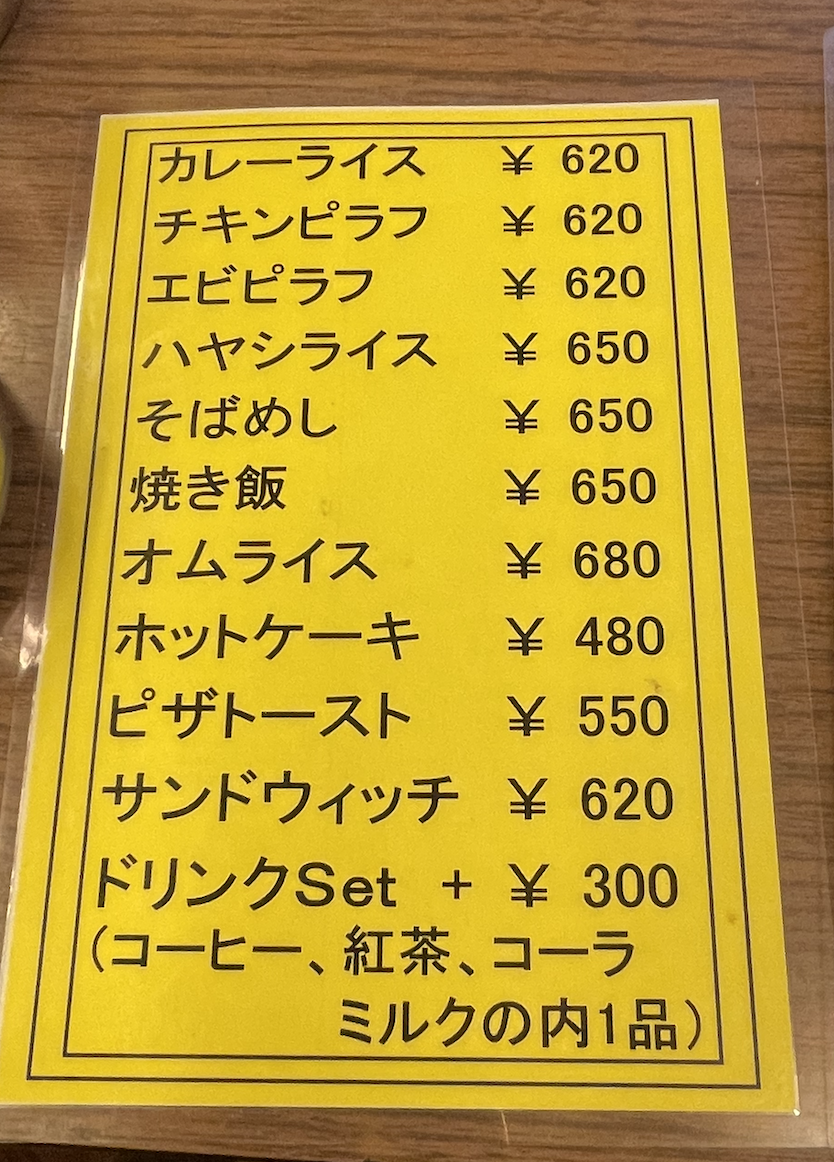 カレーライス ¥ 620
チキンピラフ ¥ 620
エビピラフ ¥ 620
ハヤシライス ¥ 650
そばめし ¥ 650
焼き飯 ¥ 650
オムライス ¥ 680
ホットケーキ ¥ 480
ピザトースト ¥ 550
サンドウィッチ ¥ 620
ドリンクSet + ¥ 300
(コーヒー、紅茶、コーラ
ミルクの内1品)